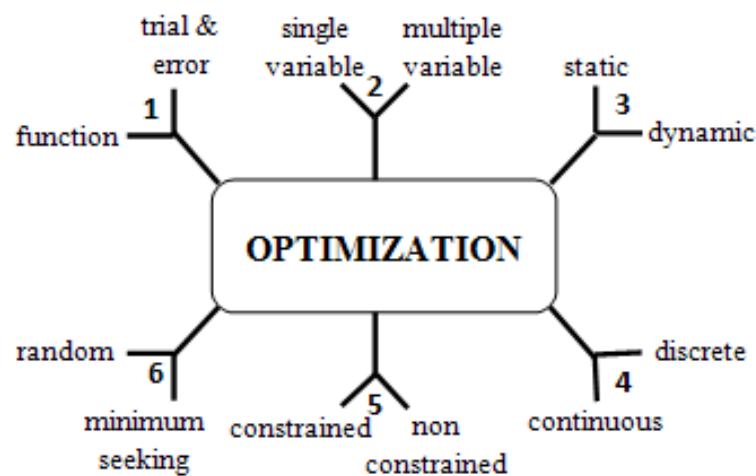 trial &
error
single
variable
multiple
variable
static
1
2
3
function
dynamic
OPTIMIZATION
random
discrete
6
5
4
minimum
seeking
constrained
non
constrained
continuous